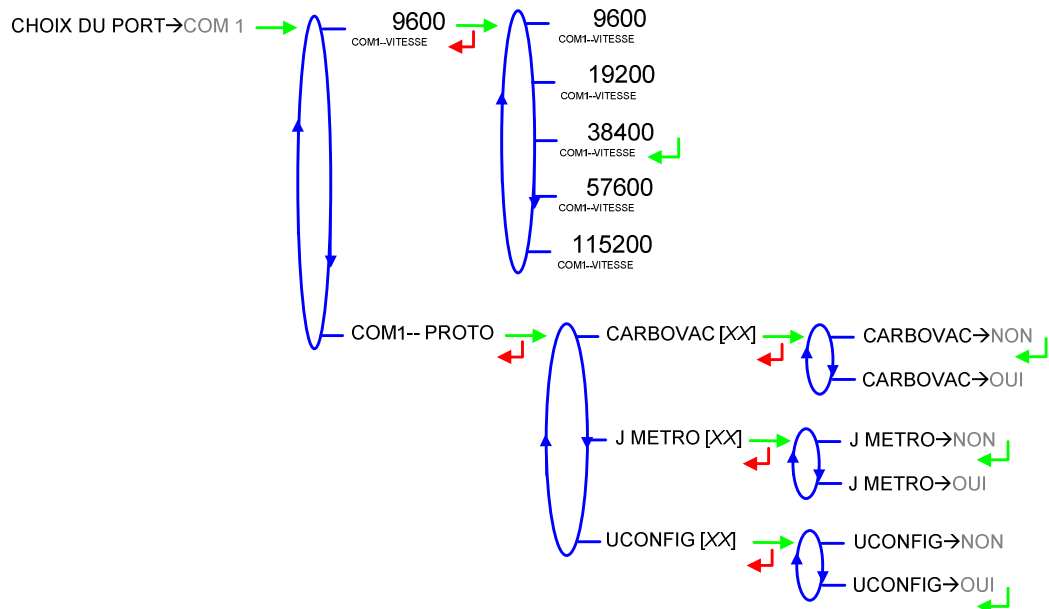 CHOIX DU PORT→COM 1
9600
COM1--VITESSE
9600
COM1--VITESSE
19200
COM1--VITESSE
38400
COM1--VITESSE
57600
COM1--VITESSE
115200
COM1--VITESSE
COM1-- PROTO
CARBOVAC [XX]
CARBOVAC→NON
CARBOVAC→OUI
J METRO [XX]
J METRO→NON
J METRO→OUI
UCONFIG [XX]
UCONFIG→NON
UCONFIG→OUI